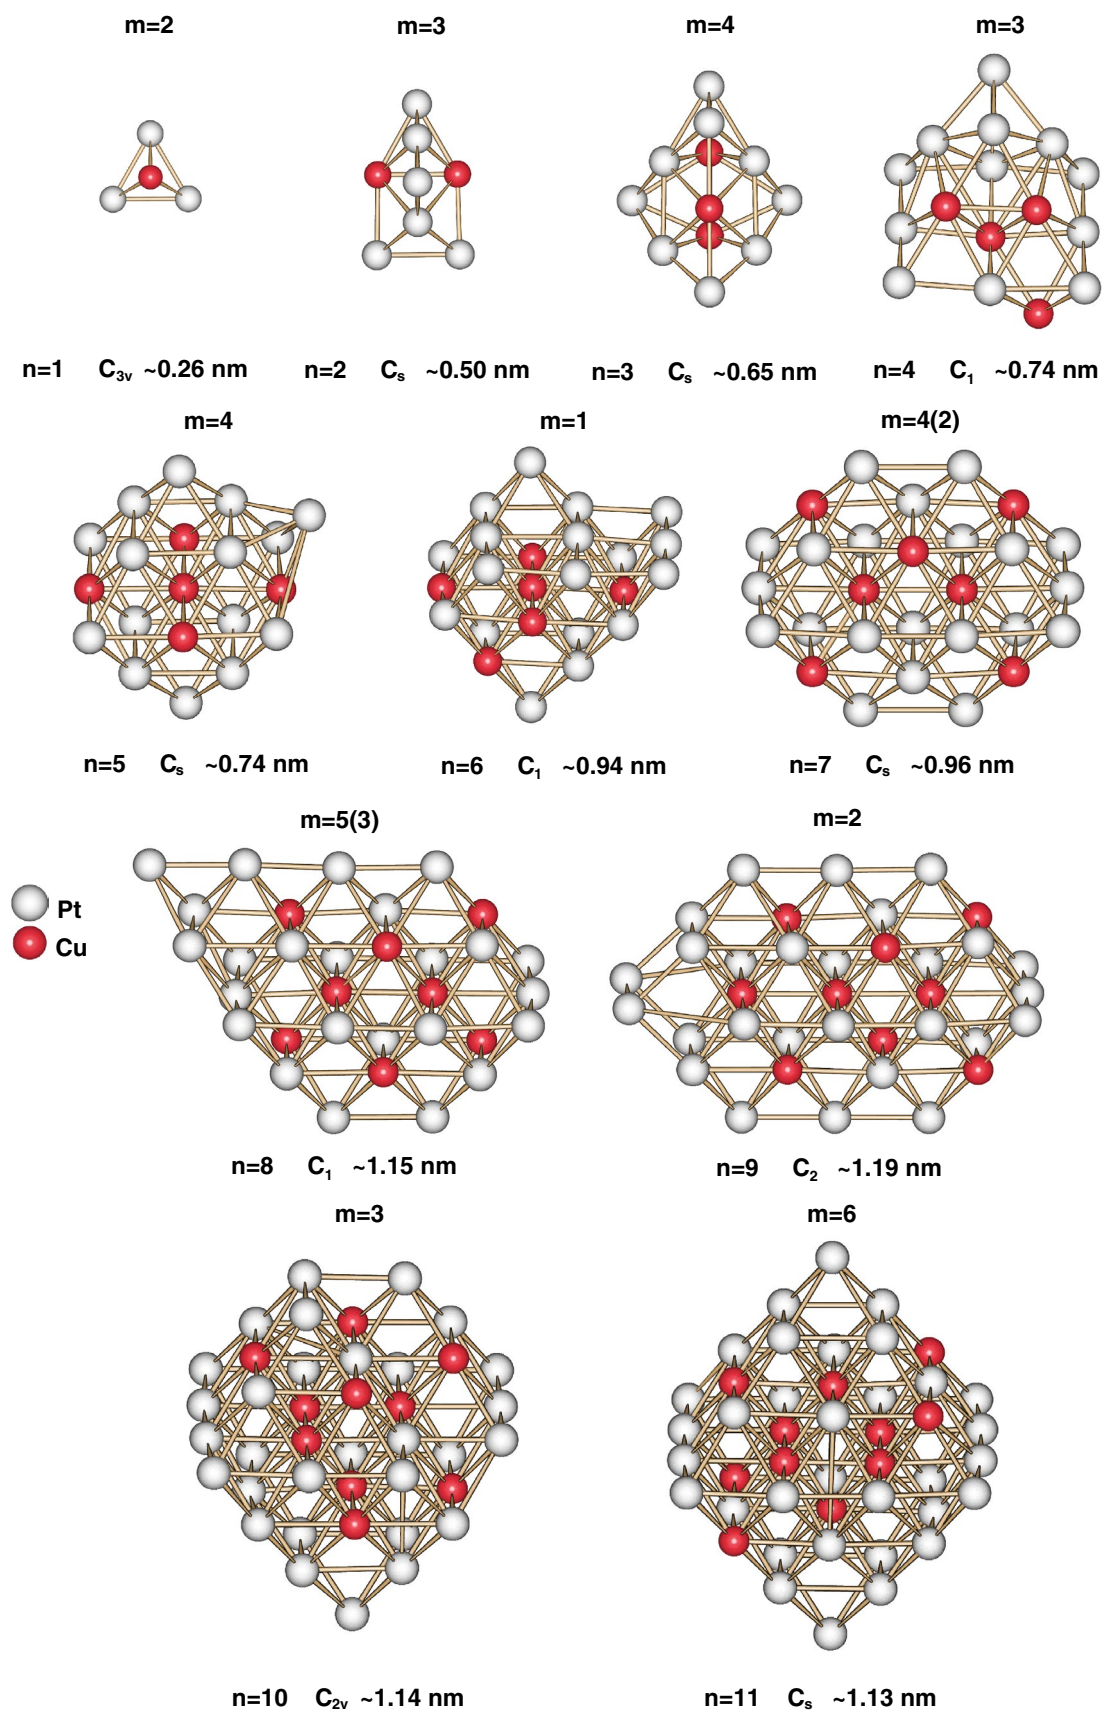 m=2 m=3 m=4 m=3
n=1 C3v ~0.26 nm n=2 Cs ~0.50 nm n=3 Cs ~0.65 nm n=4 C1 ~0.74 nm
m=4 m=1 m=4(2)
n=5 Cs ~0.74 nm n=6 C1 ~0.94 nm n=7 Cs ~0.96 nm
m=5(3) m=2
Pt
Cu
n=8 C1 ~1.15 nm n=9 C2 ~1.19 nm
m=3 m=6
n=10 C2v ~1.14 nm n=11 Cs ~1.13 nm